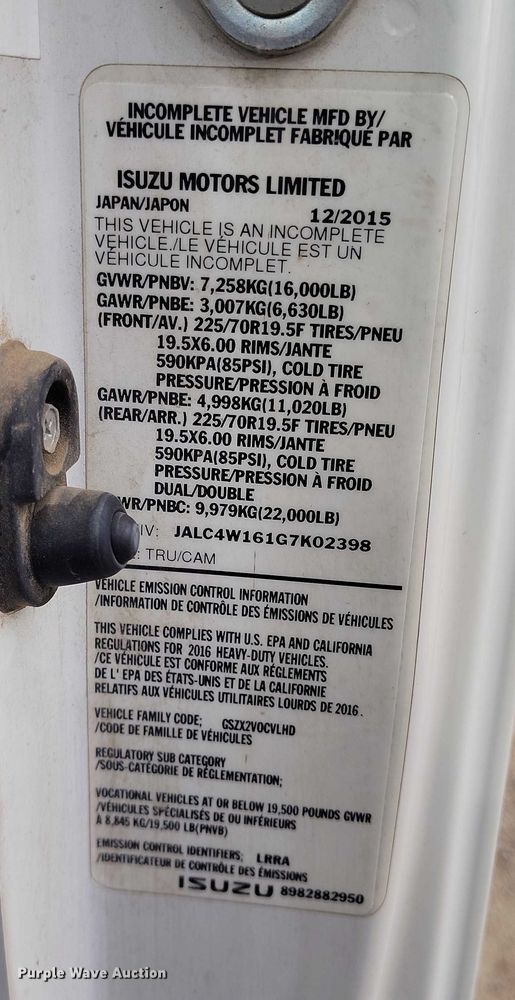 INCOMPLETE VEHICLE MFD BY/
VÉHICULE INCOMPLET FABRIQUÉ PAR
ISUZU MOTORS LIMITED
JAPAN/JAPON 12/2015
THIS VEHICLE IS AN INCOMPLETE
VEHICLE./LE VÉHICULE EST UN
VÉHICULE INCOMPLET.
GVWR/PNBV: 7,258KG(16,000LB)
GAWR/PNBE: 3,007KG(6,630LB)
(FRONT/AV.) 225/70R19.5F TIRES/PNEU
19.5X6.00 RIMS/JANTE
590KPA(85PSI), COLD TIRE
PRESSURE/PRESSION À FROID
GAWR/PNBE: 4,998KG(11,020LB)
(REAR/ARR.) 225/70R19.5F TIRES/PNEU
19.5X6.00 RIMS/JANTE
590KPA(85PSI), COLD TIRE
PRESSURE/PRESSION À FROID
DUAL/DOUBLE
WR/PNBC: 9,979KG(22,000LB)
IV: JALC4W161G7K02398
: TRU/CAM
VEHICLE EMISSION CONTROL INFORMATION
/INFORMATION DE CONTRÔLE DES ÉMISSIONS DE VÉHICULES
THIS VEHICLE COMPLIES WITH U.S. EPA AND CALIFORNIA
REGULATIONS FOR 2016 HEAVY-DUTY VEHICLES.
/CE VÉHICULE EST CONFORME AUX RÉGLEMENTS
DE L' EPA DES ÉTATS-UNIS ET DE LA CALIFORNIE
RELATIFS AUX VÉHICULES UTILITAIRES LOURDS DE 2016.
VEHICLE FAMILY CODE; GSZX2VOCVLHD
/CODE DE FAMILLE DE VÉHICULES
REGULATORY SUB CATEGORY
/SOUS-CATÉGORIE DE RÉGLEMENTATION;
VOCATIONAL VEHICLES AT OR BELOW 19,500 POUNDS GVWR
/VÉHICULES SPÉCIALISÉS DE OU INFÉRIEURS
À 8,845 KG/19,500 LB(PNVB)
EMISSION CONTROL IDENTIFIERS; LRRA
/IDENTIFICATEUR DE CONTRÔLE DES ÉMISSIONS
ISUZU 8982882950
Purple Wave Auction